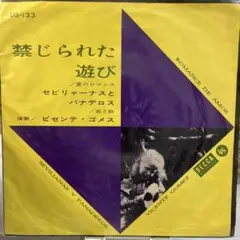 DS-133
禁じられた
遊び
/愛のロマンス
セビリャーナスと
パナデロス
演奏/ ビセンテ・ゴメス
ROMANCE DE AMOR
DECCA
SEVILLANAS Y PANADEROS
VICENTE GOMEZ